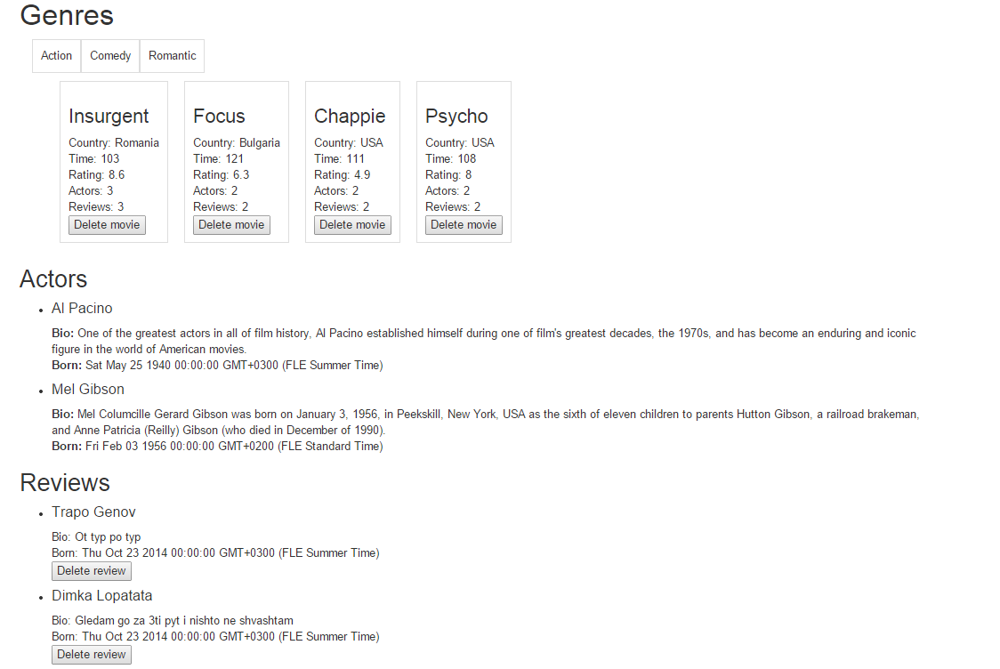 Genres
Action
Comedy
Romantic
Insurgent
Country: Romania
Time: 103
Rating: 8.6
Actors: 3
Reviews: 3
Delete movie
Focus
Country: Bulgaria
Time: 121
Rating: 6.3
Actors: 2
Reviews: 2
Delete movie
Chappie
Country: USA
Time: 111
Rating: 4.9
Actors: 2
Reviews: 2
Delete movie
Psycho
Country: USA
Time: 108
Rating: 8
Actors: 2
Reviews: 2
Delete movie
Actors
Al Pacino
Bio: One of the greatest actors in all of film history, Al Pacino established himself during one of film's greatest decades, the 1970s, and has become an enduring and iconic
figure in the world of American movies.
Born: Sat May 25 1940 00:00:00 GMT+0300 (FLE Summer Time)
Mel Gibson
Bio: Mel Columcille Gerard Gibson was born on January 3, 1956, in Peekskill, New York, USA as the sixth of eleven children to parents Hutton Gibson, a railroad brakeman,
and Anne Patricia (Reilly) Gibson (who died in December of 1990).
Born: Fri Feb 03 1956 00:00:00 GMT+0200 (FLE Standard Time)
Reviews
Trapo Genov
Bio: Ot typ po typ
Born: Thu Oct 23 2014 00:00:00 GMT+0300 (FLE Summer Time)
Delete review
Dimka Lopatata
Bio: Gledam go za 3ti pyt i nishto ne shvashtam
Born: Thu Oct 23 2014 00:00:00 GMT+0300 (FLE Summer Time)
Delete review